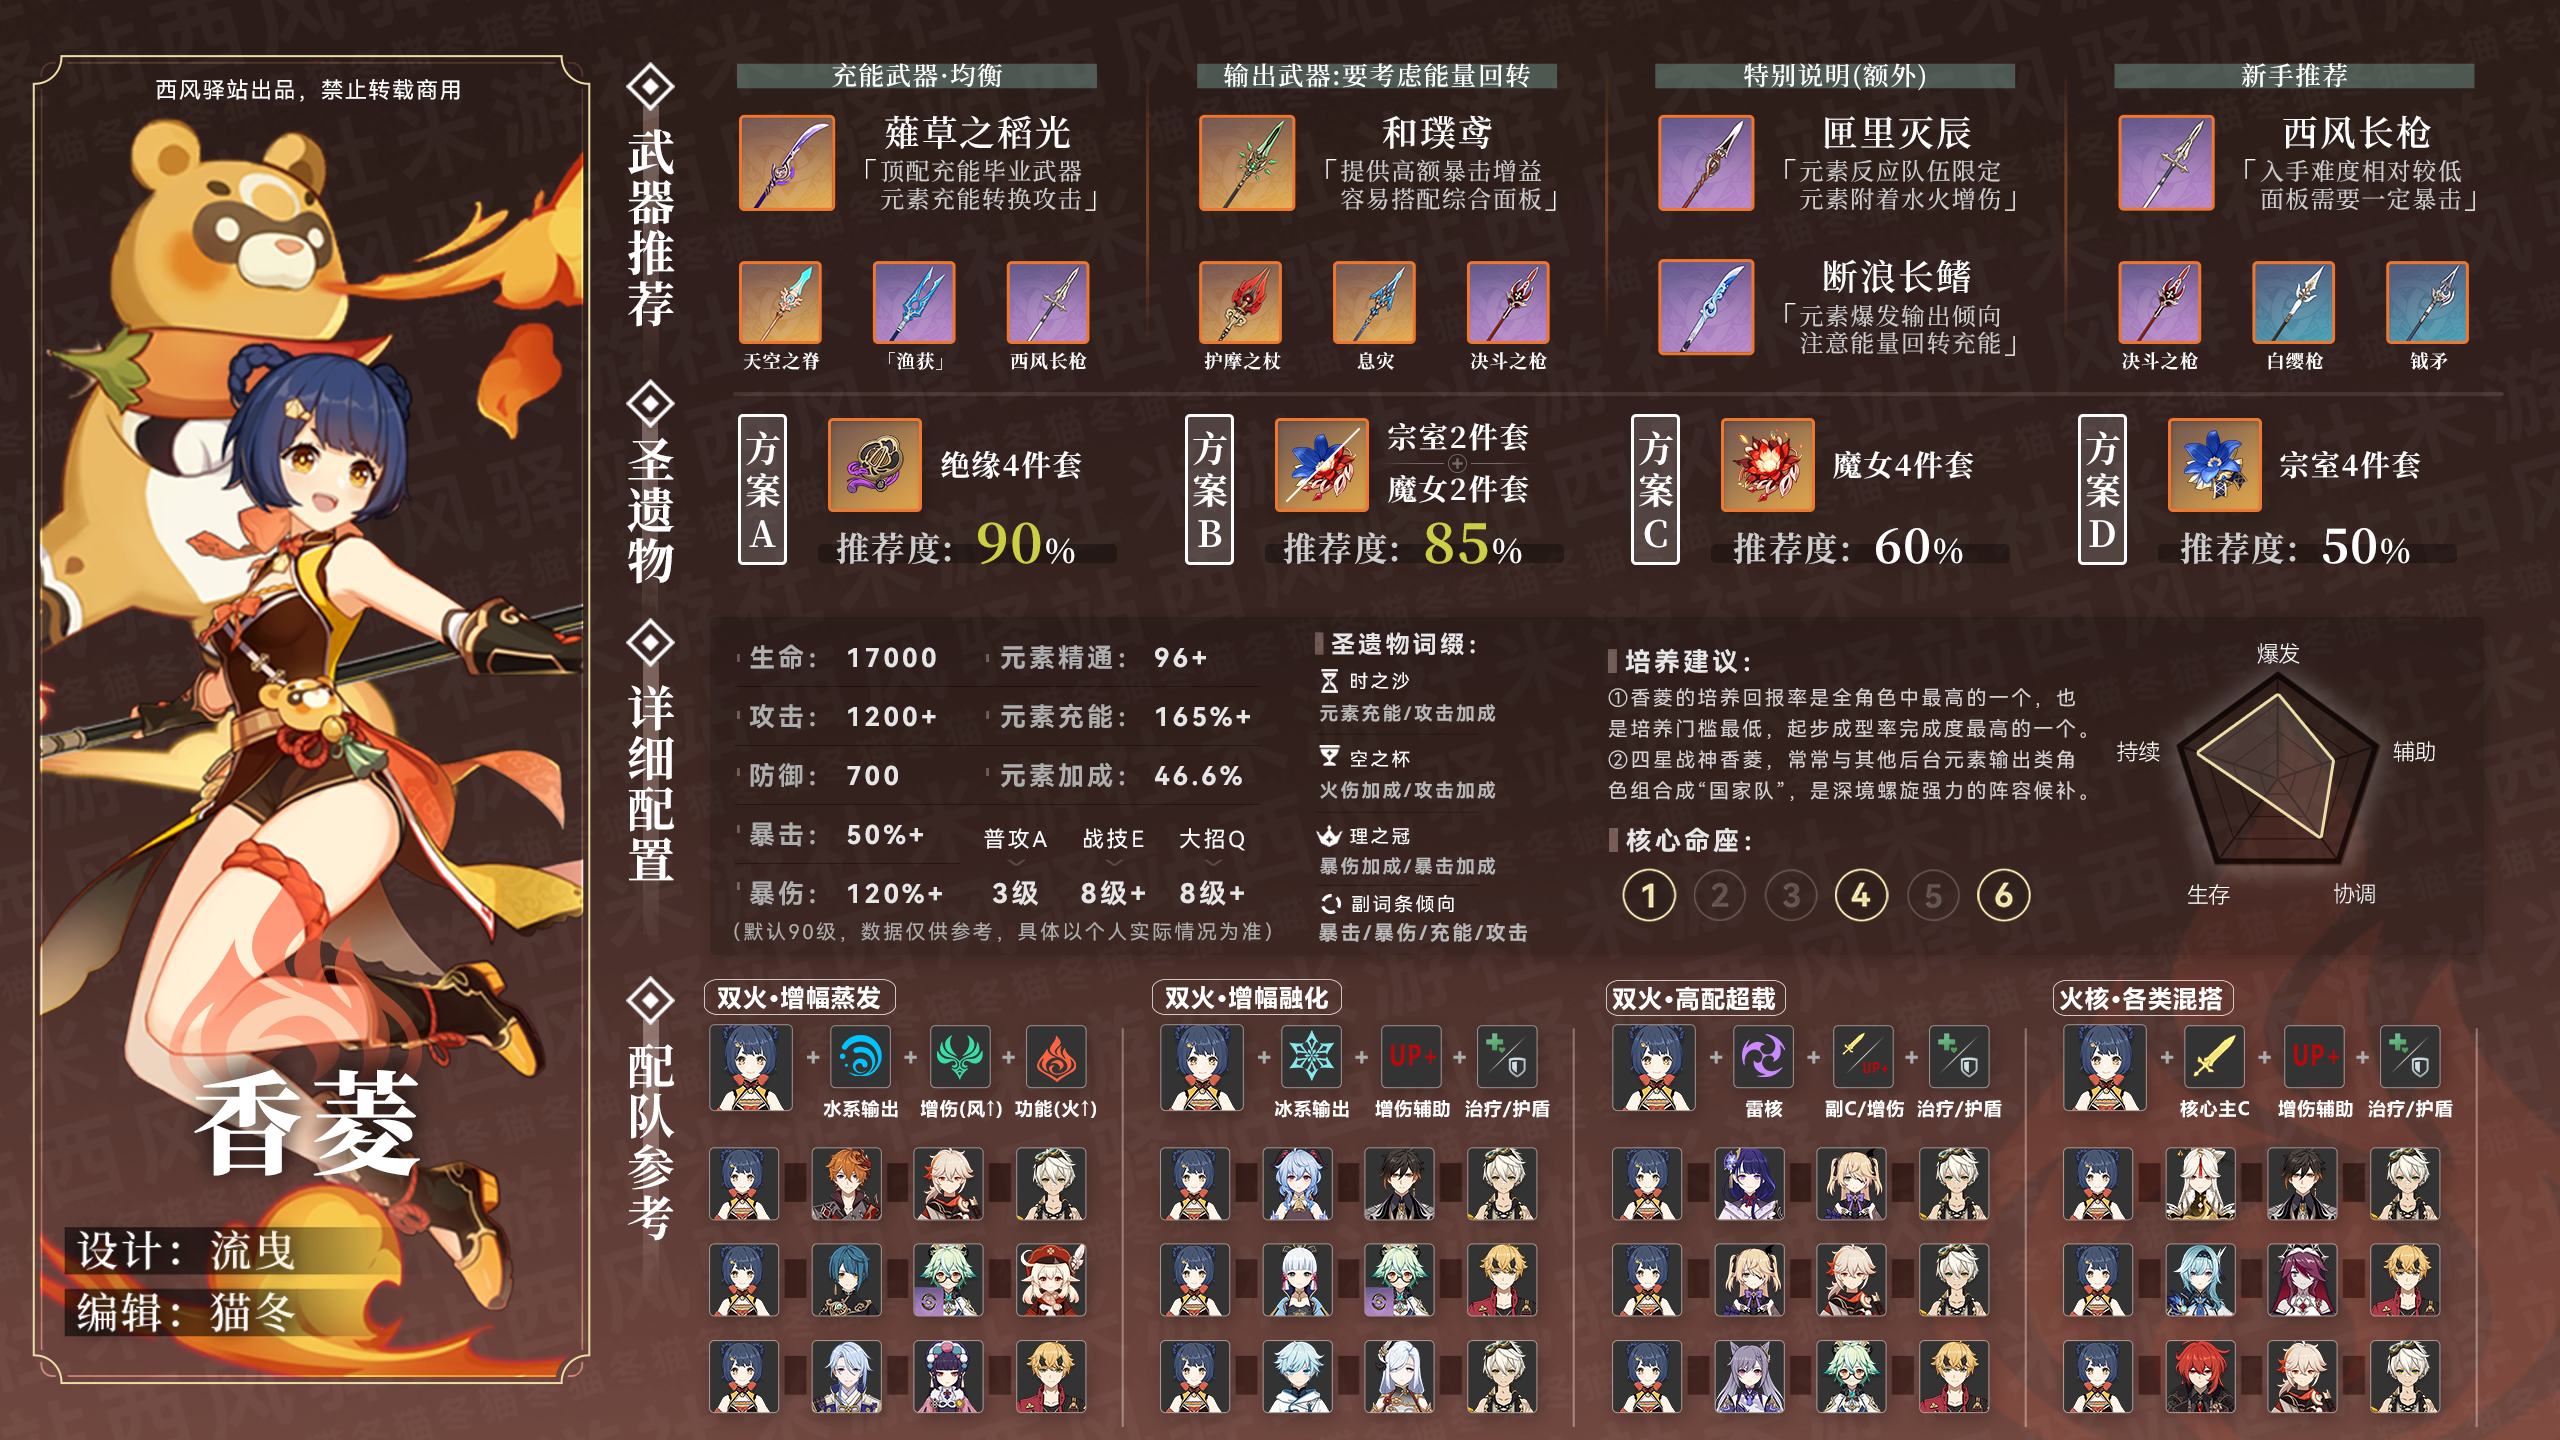 西风驿站出品，禁止转载商用
香菱
设计：流曳
编辑：猫冬
武器推荐
充能武器·均衡
薙草之稻光
「顶配充能毕业武器
元素充能转换攻击」
天空之脊
「渔获」
西风长枪
输出武器:要考虑能量回转
和璞鸢
「提供高额暴击增益
容易搭配综合面板」
护摩之杖
息灾
决斗之枪
特别说明(额外)
匣里灭辰
「元素反应队伍限定
元素附着水火增伤」
断浪长鳍
「元素爆发输出倾向
注意能量回转充能」
新手推荐
西风长枪
「入手难度相对较低
面板需要一定暴击」
决斗之枪
白缨枪
钺矛
圣遗物
方案A
绝缘4件套
推荐度：90%
方案B
宗室2件套
魔女2件套
推荐度：85%
方案C
魔女4件套
推荐度：60%
方案D
宗室4件套
推荐度：50%
详细配置
生命：17000
元素精通：96+
攻击：1200+
元素充能：165%+
防御：700
元素加成：46.6%
暴击：50%+
普攻A 战技E 大招Q
暴伤：120%+
3级 8级+ 8级+
(默认90级，数据仅供参考，具体以个人实际情况为准)
圣遗物词缀：
时之沙
元素充能/攻击加成
空之杯
火伤加成/攻击加成
理之冠
暴伤加成/暴击加成
副词条倾向
暴击/暴伤/充能/攻击
培养建议：
①香菱的培养回报率是全角色中最高的一个，也
是培养门槛最低，起步成型率完成度最高的一个。
②四星战神香菱，常常与其他后台元素输出类角
色组合成“国家队”，是深境螺旋强力的阵容候补。
核心命座：
1 2 3 4 5 6
爆发
辅助
协调
生存
持续
配队参考
双火·增幅蒸发
+ + +
水系输出 增伤(风↑) 功能(火↑)
双火·增幅融化
+ + UP+ +
冰系输出 增伤辅助 治疗/护盾
双火·高配超载
+ + UP+ +
雷核 副C/增伤 治疗/护盾
火核·各类混搭
+ + UP+ +
核心主C 增伤辅助 治疗/护盾